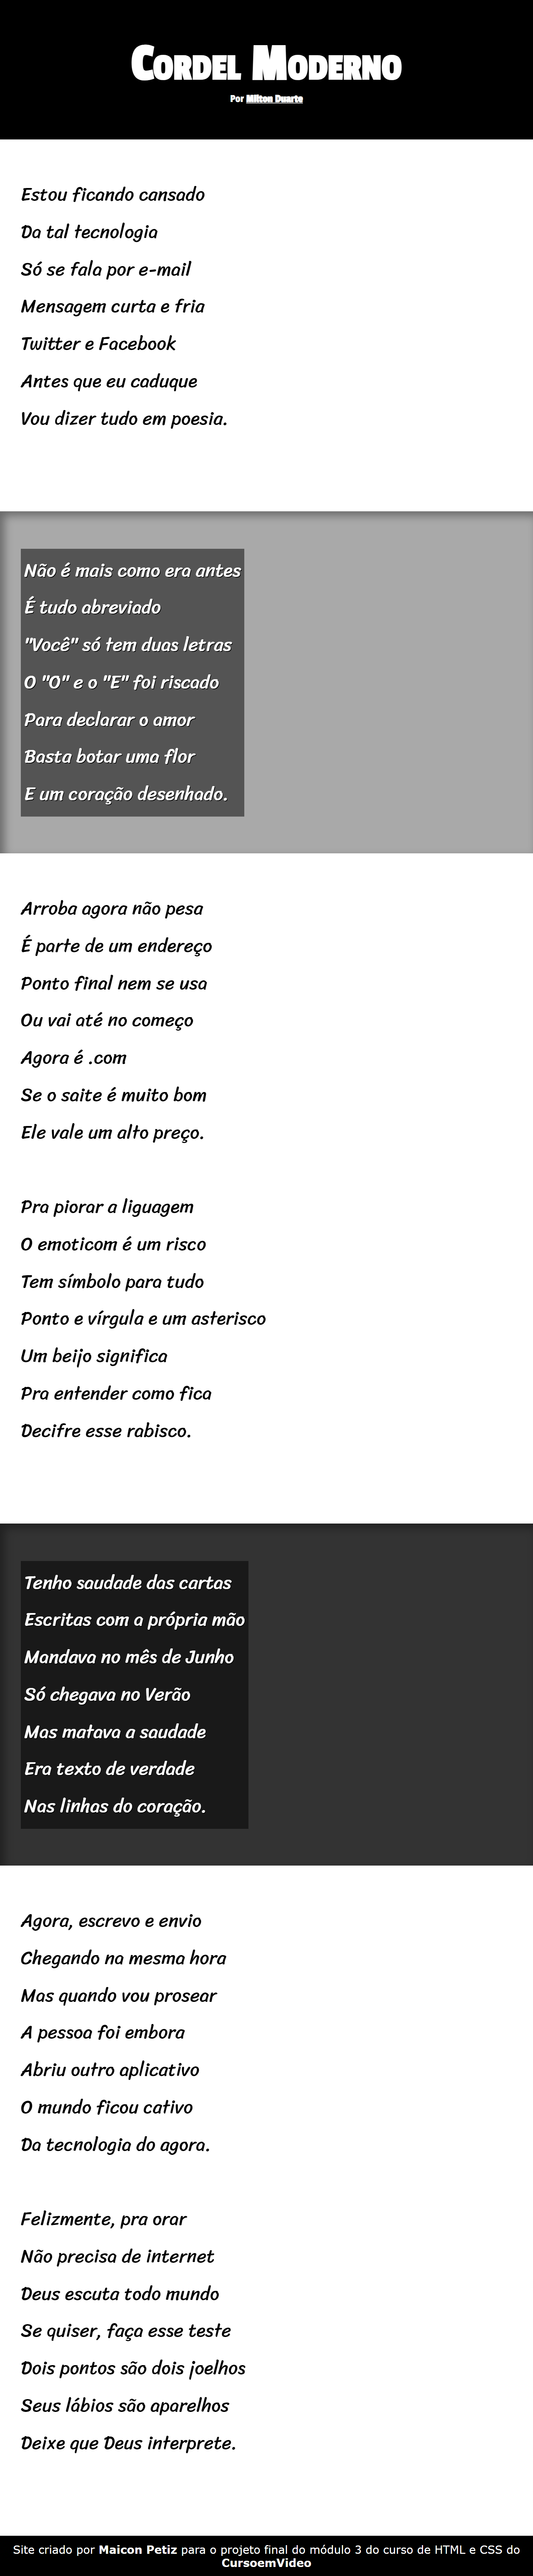 Cordel Moderno
Por Milton Duarte
Estou ficando cansado
Da tal tecnologia
Só se fala por e-mail
Mensagem curta e fria
Twitter e Facebook
Antes que eu caduque
Vou dizer tudo em poesia.
Não é mais como era antes
É tudo abreviado
"Você" só tem duas letras
O "O" e o "E" foi riscado
Para declarar o amor
Basta botar uma flor
E um coração desenhado.
Arroba agora não pesa
É parte de um endereço
Ponto final nem se usa
Ou vai até no começo
Agora é .com
Se o saite é muito bom
Ele vale um alto preço.
Pra piorar a liguagem
O emoticom é um risco
Tem símbolo para tudo
Ponto e vírgula e um asterisco
Um beijo significa
Pra entender como fica
Decifre esse rabisco.
Tenho saudade das cartas
Escritas com a própria mão
Mandava no mês de Junho
Só chegava no Verão
Mas matava a saudade
Era texto de verdade
Nas linhas do coração.
Agora, escrevo e envio
Chegando na mesma hora
Mas quando vou prosear
A pessoa foi embora
Abriu outro aplicativo
O mundo ficou cativo
Da tecnologia do agora.
Felizmente, pra orar
Não precisa de internet
Deus escuta todo mundo
Se quiser, faça esse teste
Dois pontos são dois joelhos
Seus lábios são aparelhos
Deixe que Deus interprete.
Site criado por Maicon Petiz para o projeto final do módulo 3 do curso de HTML e CSS do
CursoemVideo